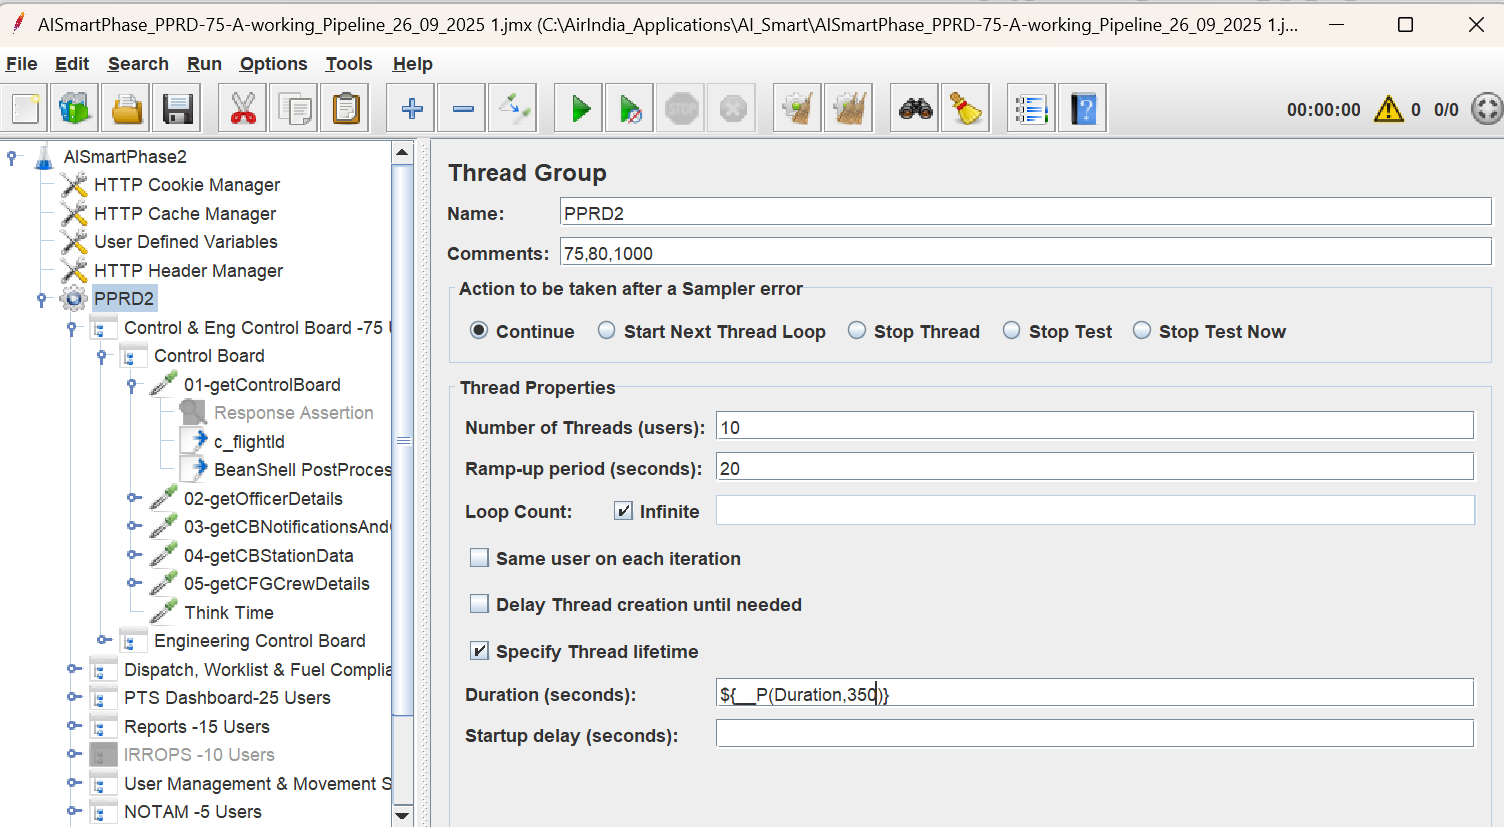 AISmartPhase_PPRD-75-A-working_Pipeline_26_09_2025 1.jmx (C:\AirIndia_Applications\AI_Smart\AISmartPhase_PPRD-75-A-working_Pipeline_26_09_2025 1.j...
File Edit Search Run Options Tools Help
STOP
00:00:00 0 0/0
AISmartPhase2
HTTP Cookie Manager
HTTP Cache Manager
User Defined Variables
HTTP Header Manager
PPRD2
Control & Eng Control Board -75 U
Control Board
01-getControlBoard
Response Assertion
c_flightId
BeanShell PostProces
02-getOfficerDetails
03-getCBNotificationsAnd
04-getCBStationData
05-getCFGCrewDetails
Think Time
Engineering Control Board
Dispatch, Worklist & Fuel Complia
PTS Dashboard-25 Users
Reports -15 Users
IRROPS -10 Users
User Management & Movement S
NOTAM -5 Users
Thread Group
Name: PPRD2
Comments: 75,80,1000
Action to be taken after a Sampler error
Continue Start Next Thread Loop Stop Thread Stop Test Stop Test Now
Thread Properties
Number of Threads (users): 10
Ramp-up period (seconds): 20
Loop Count: Infinite
Same user on each iteration
Delay Thread creation until needed
Specify Thread lifetime
Duration (seconds): ${__P(Duration,350)}
Startup delay (seconds):